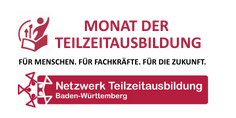 MONAT DER
TEILZEITAUSBILDUNG
FÜR MENSCHEN. FÜR FACHKRÄFTE. FÜR DIE ZUKUNFT.
Netzwerk Teilzeitausbildung
Baden-Württemberg